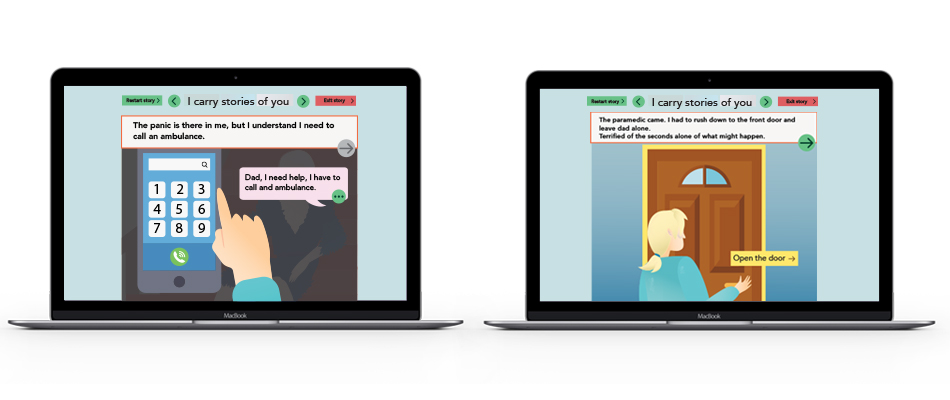 Restart story
I carry stories of you
Exit story
The panic is there in me, but I understand I need to
call an ambulance.
Dad, I need help, I have to
call and ambulance.
1 2 3
4 5 6
7 8 9
MacBook
Restart story
I carry stories of you
Exit story
The paramedic came. I had to rush down to the front door and
leave dad alone.
Terrified of the seconds alone of what might happen.
Open the door
MacBook